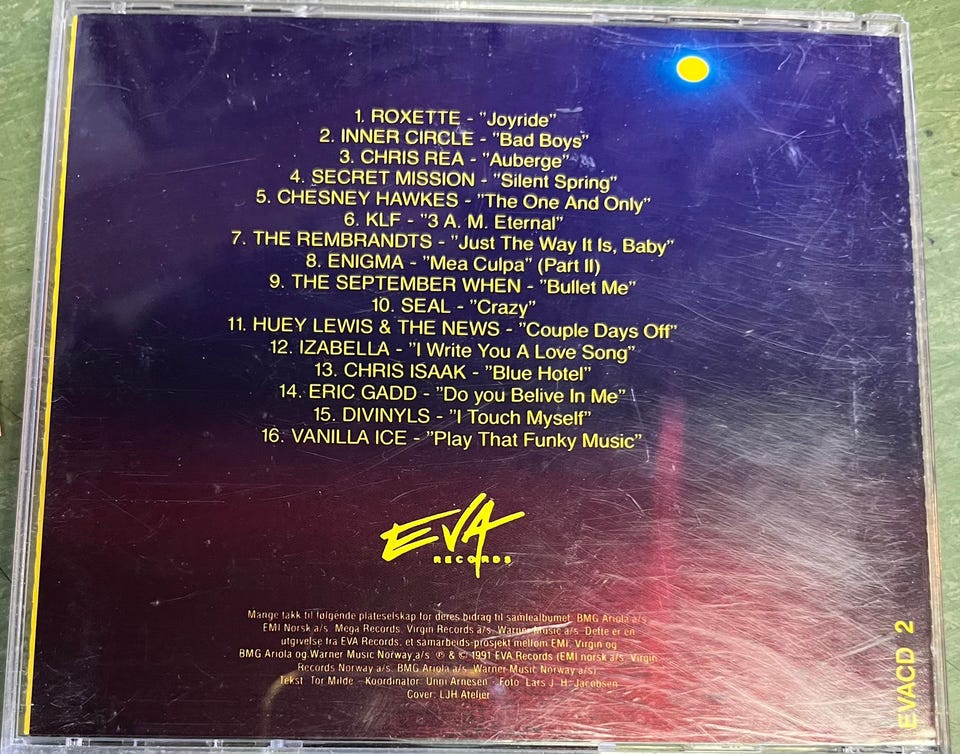 1. ROXETTE - "Joyride"
2. INNER CIRCLE - "Bad Boys"
3. CHRIS REA - "Auberge"
4. SECRET MISSION - "Silent Spring"
5. CHESNEY HAWKES - "The One And Only"
6. KLF - "3 A. M. Eternal"
7. THE REMBRANDTS - "Just The Way It Is, Baby"
8. ENIGMA - "Mea Culpa" (Part II)
9. THE SEPTEMBER WHEN - "Bullet Me"
10. SEAL - "Crazy"
11. HUEY LEWIS & THE NEWS - "Couple Days Off"
12. IZABELLA - "I Write You A Love Song"
13. CHRIS ISAAK - "Blue Hotel"
14. ERIC GADD - "Do you Belive In Me"
15. DIVINYLS - "I Touch Myself"
16. VANILLA ICE - "Play That Funky Music"
EVA
RECORDS
Mange takk til følgende plateselskap for deres bidrag til samlealbumet: BMG Ariola a/s,
EMI Norsk a/s, Mega Records, Virgin Records a/s, Warner Music a/s. Dette er en
utgivelse fra EVA Records, et samarbeids-prosjekt mellom EMI, Virgin og
BMG Ariola og Warner Music Norway a/s. ℗ & © 1991 EVA Records (EMI norsk a/s, Virgin
Records Norway a/s, BMG Ariola a/s, Warner Music Norway a/s)
Tekst: Tor Milde - Koordinator: Unni Arnesen - Foto: Lars J. H. Jacobsen
Cover: LJH Atelier
EVACD 2